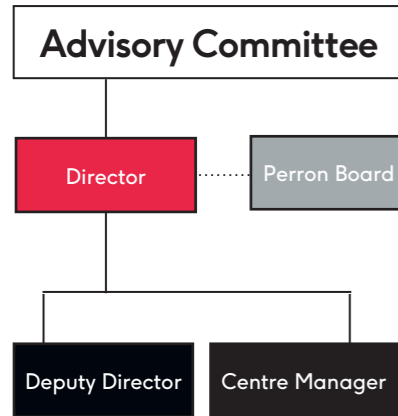 Advisory Committee
Director
Perron Board
Deputy Director
Centre Manager